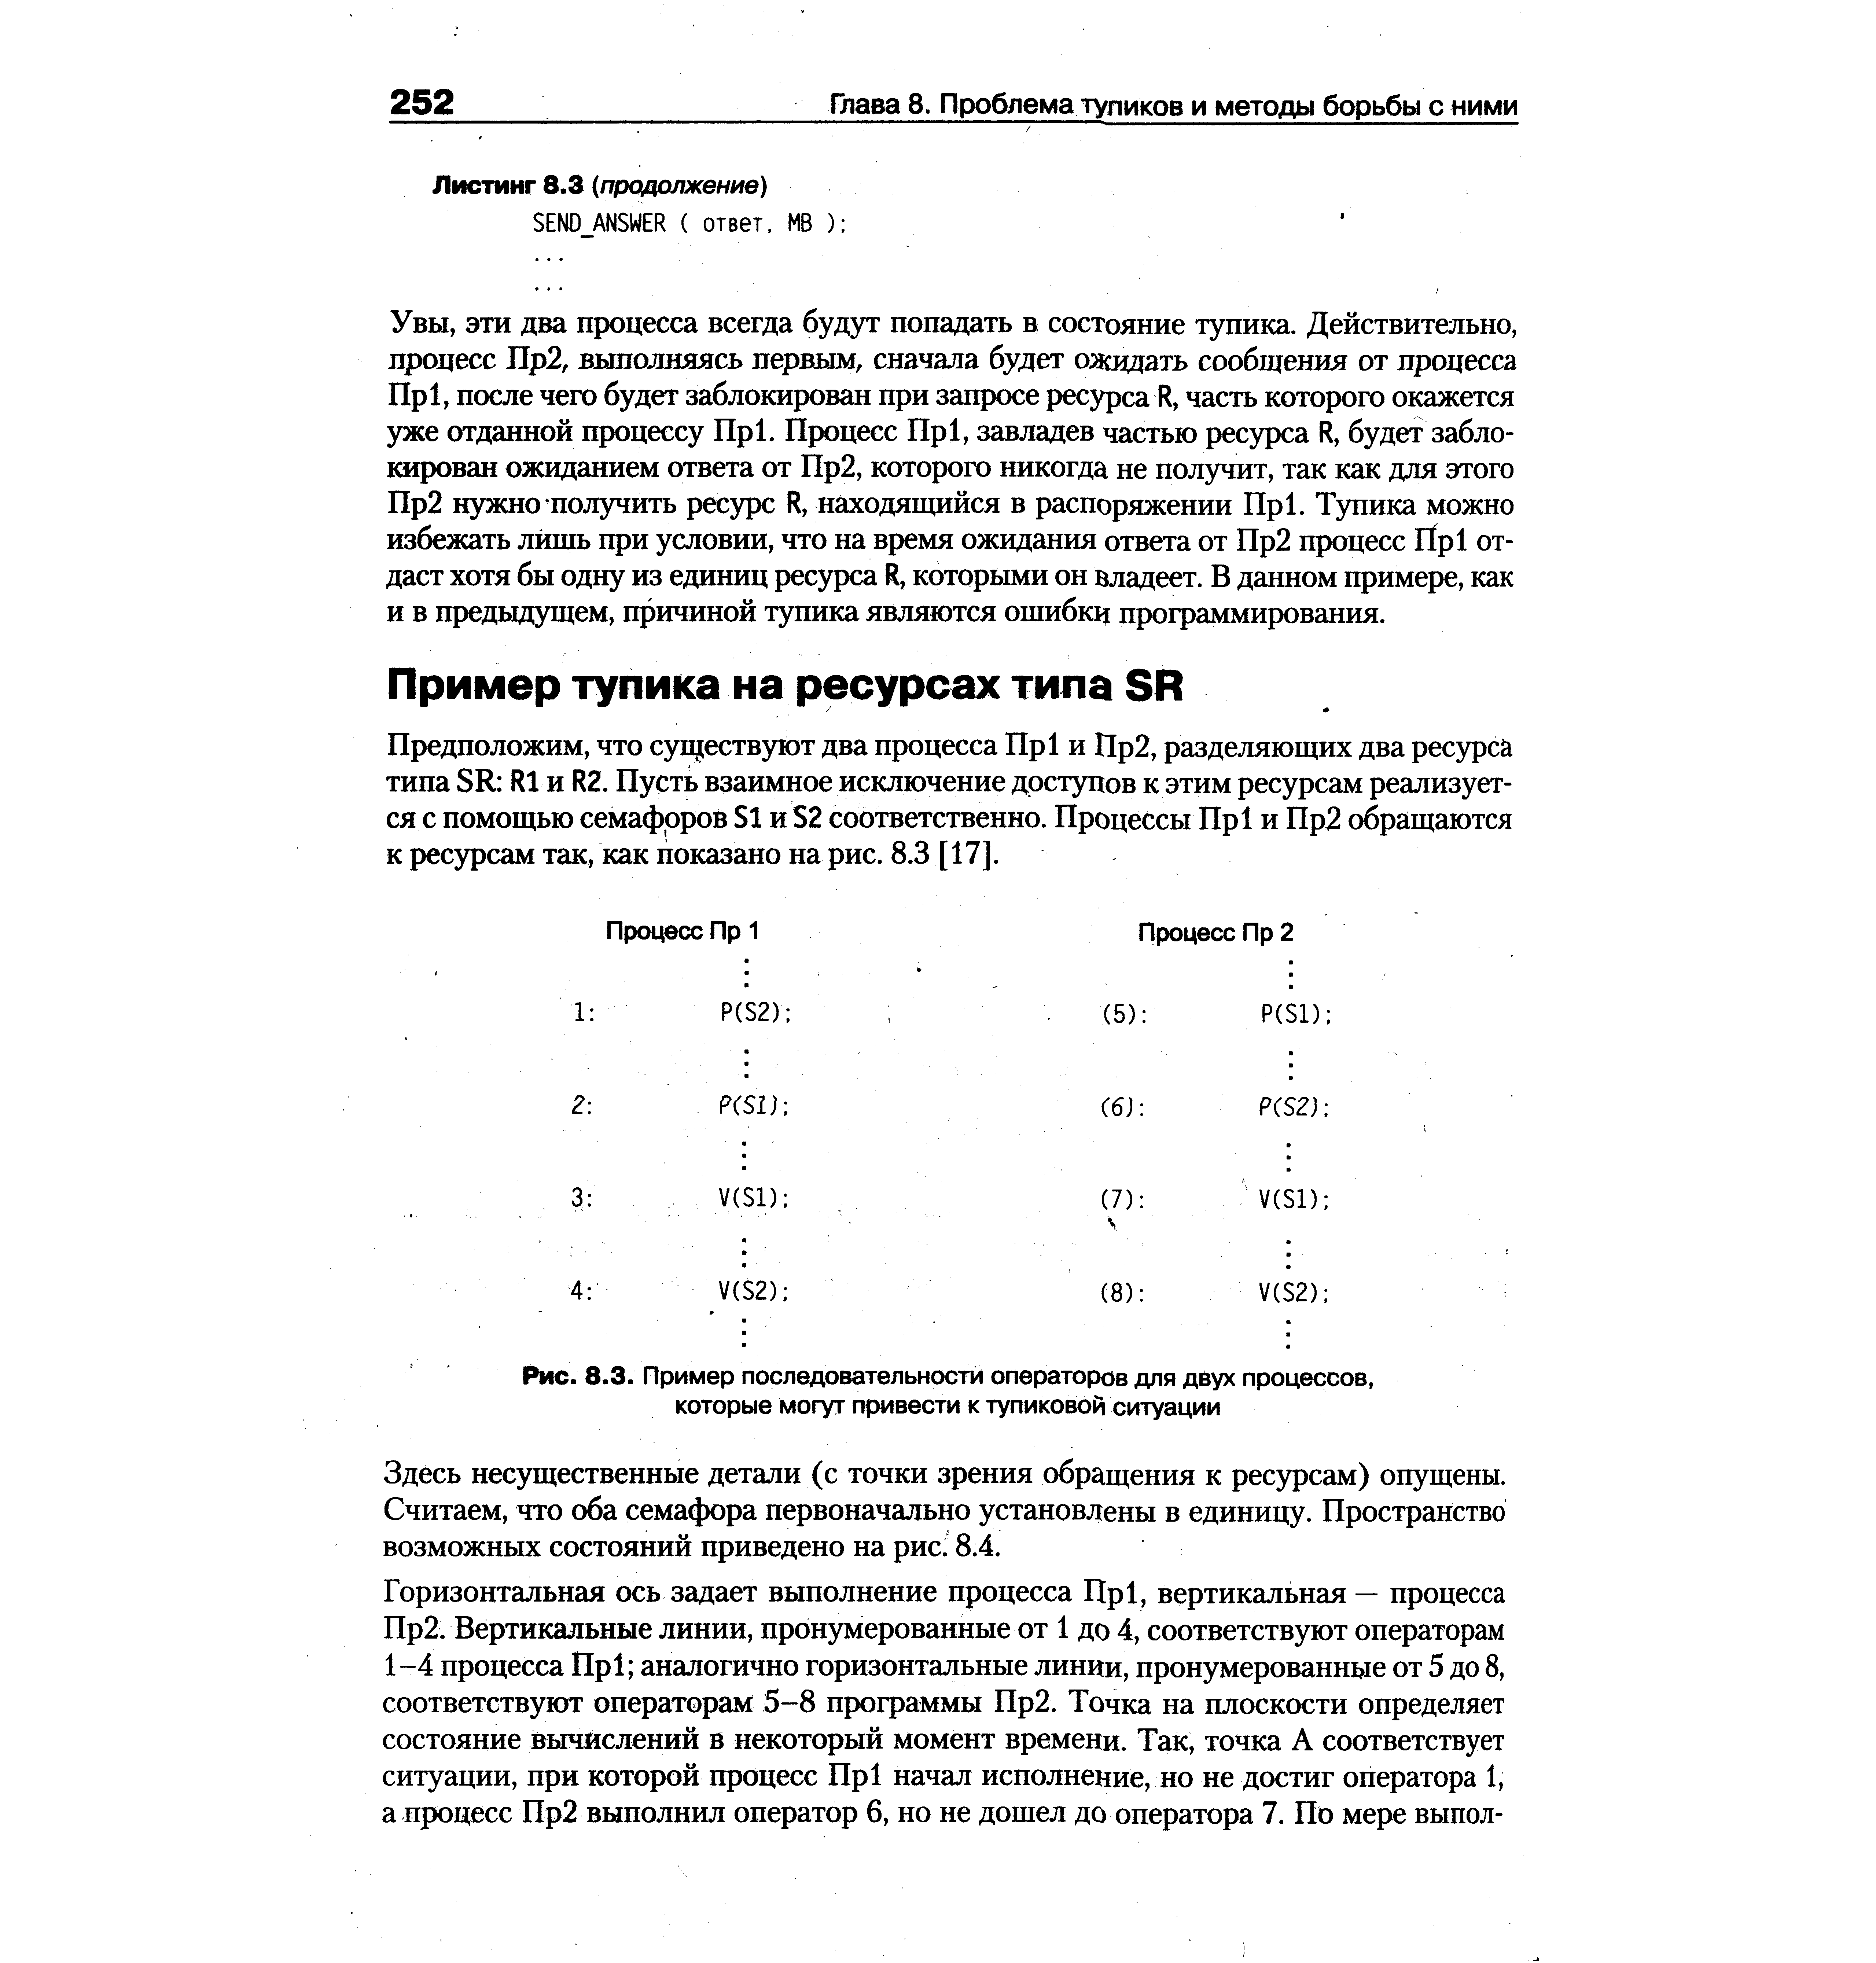 252
Глава 8. Проблема тупиков и методы борьбы с ними
Листинг 8.3 (продолжение)
SEND_ANSWER ( ответ, MB );
...
...
Увы, эти два процесса всегда будут попадать в состояние тупика. Действительно,
процесс Пр2, выполняясь первым, сначала будет ожидать сообщения от процесса
Пр1, после чего будет заблокирован при запросе ресурса R, часть которого окажется
уже отданной процессу Пр1. Процесс Пр1, завладев частью ресурса R, будет забло-
кирован ожиданием ответа от Пр2, которого никогда не получит, так как для этого
Пр2 нужно получить ресурс R, находящийся в распоряжении Пр1. Тупика можно
избежать лишь при условии, что на время ожидания ответа от Пр2 процесс Пр1 от-
даст хотя бы одну из единиц ресурса R, которыми он владеет. В данном примере, как
и в предыдущем, причиной тупика являются ошибки программирования.
Пример тупика на ресурсах типа SR
Предположим, что существуют два процесса Пр1 и Пр2, разделяющих два ресурса
типа SR: R1 и R2. Пусть взаимное исключение доступов к этим ресурсам реализует-
ся с помощью семафоров S1 и S2 соответственно. Процессы Пр1 и Пр2 обращаются
к ресурсам так, как показано на рис. 8.3 [17].
Процесс Пр 1 Процесс Пр 2
1: P(S2); (5): P(S1);
2: P(S1); (6): P(S2);
3: V(S1); (7): V(S1);
4: V(S2); (8): V(S2);
Рис. 8.3. Пример последовательности операторов для двух процессов,
которые могут привести к тупиковой ситуации
Здесь несущественные детали (с точки зрения обращения к ресурсам) опущены.
Считаем, что оба семафора первоначально установлены в единицу. Пространство
возможных состояний приведено на рис. 8.4.
Горизонтальная ось задает выполнение процесса Пр1, вертикальная — процесса
Пр2. Вертикальные линии, пронумерованные от 1 до 4, соответствуют операторам
1–4 процесса Пр1; аналогично горизонтальные линии, пронумерованные от 5 до 8,
соответствуют операторам 5–8 программы Пр2. Точка на плоскости определяет
состояние вычислений в некоторый момент времени. Так, точка А соответствует
ситуации, при которой процесс Пр1 начал исполнение, но не достиг оператора 1,
а процесс Пр2 выполнил оператор 6, но не дошел до оператора 7. По мере выпол-